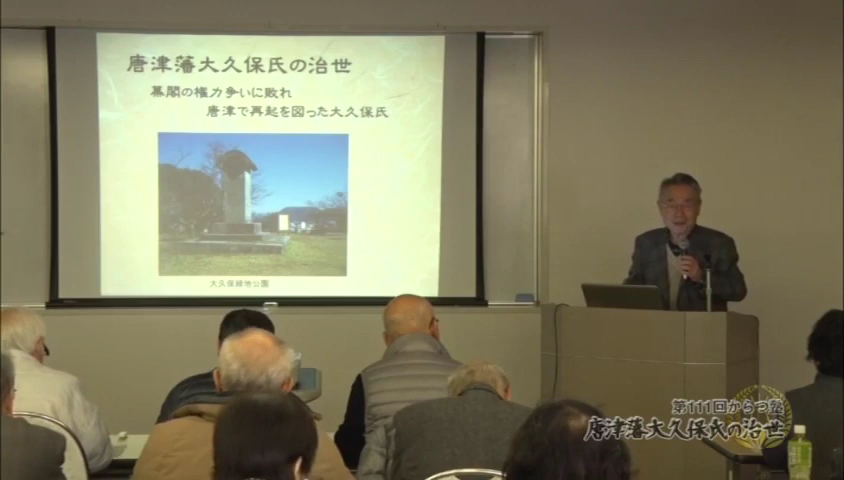 唐津藩大久保氏の治世
幕閣の権力争いに敗れ
唐津で再起を図った大久保氏
大久保緑地公園
第111回からつ塾
唐津藩大久保氏の治世